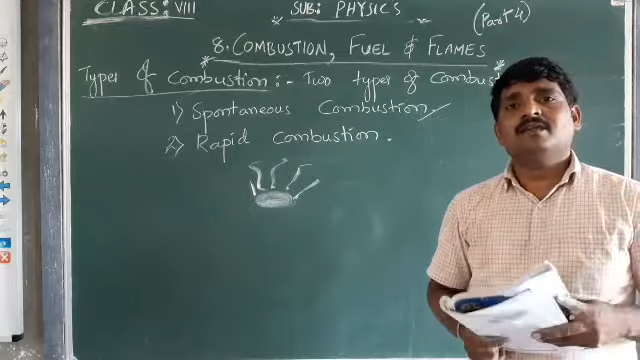 CLASS: VIII SUB: PHYSICS (Part 4)
8. COMBUSTION, FUEL & FLAMES
Types of Combustion :- Two types of Combus
1) Spontaneous Combustion
2) Rapid Combustion.